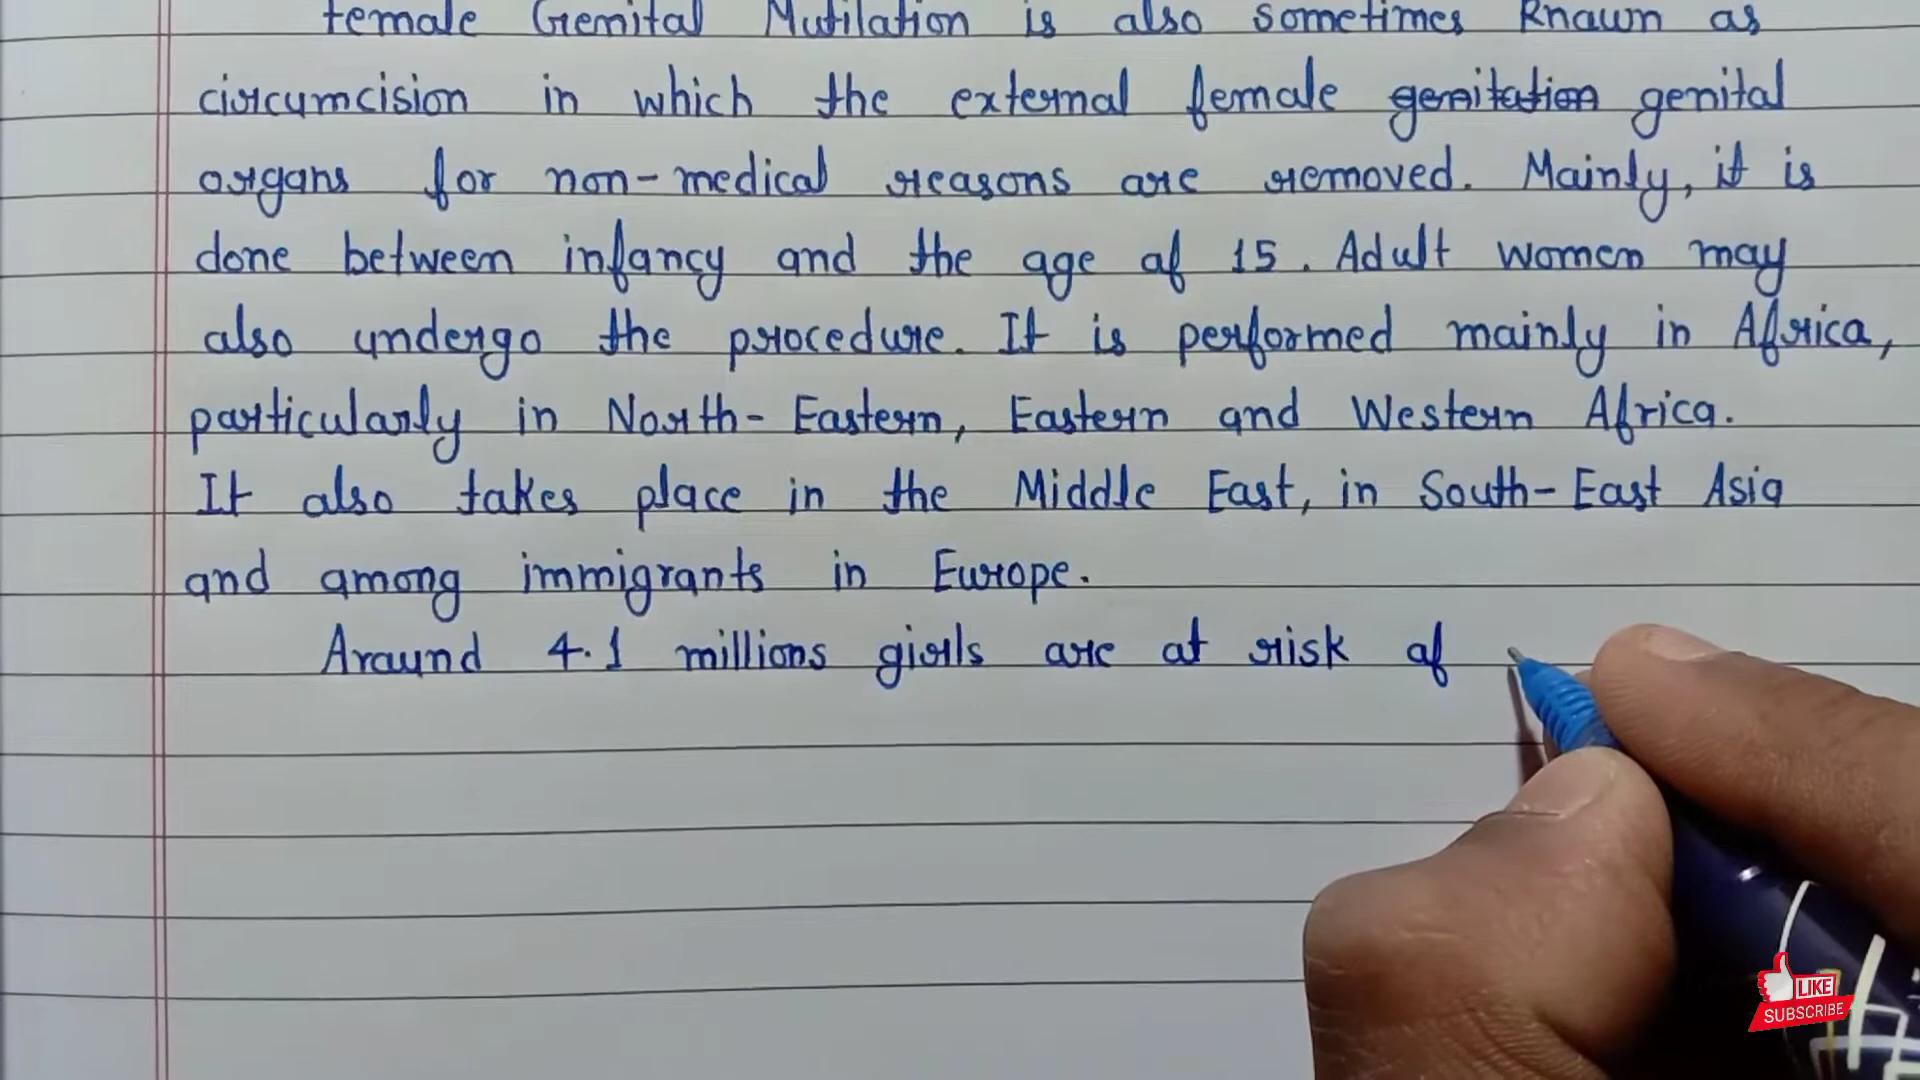 Female Genital Mutilation is also sometimes Known as
circumcision in which the external female genitation genital
organs for non-medical reasons are removed. Mainly, it is
done between infancy and the age of 15. Adult women may
also undergo the procedure. It is performed mainly in Africa,
particularly in North-Eastern, Eastern and Western Africa.
It also takes place in the Middle East, in South-East Asia
and among immigrants in Europe.
Around 4.1 millions girls are at risk of
LIKE
SUBSCRIBE